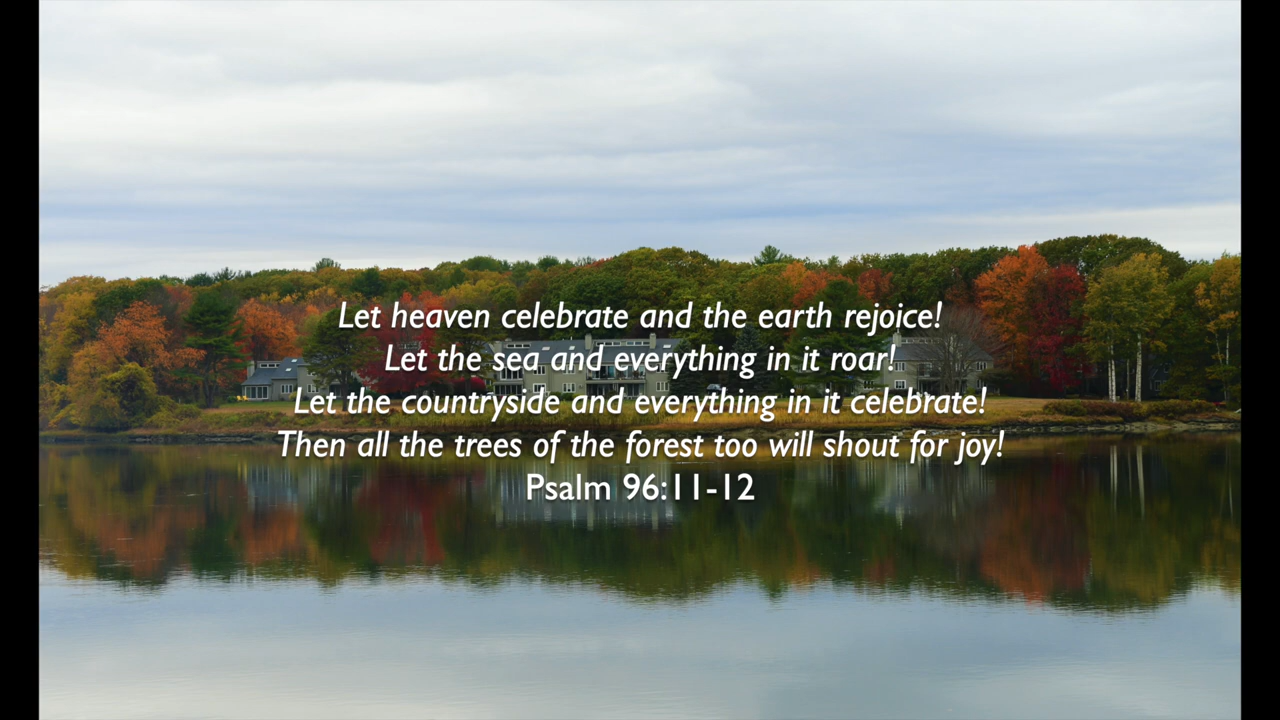 Let heaven celebrate and the earth rejoice!
Let the sea and everything in it roar!
Let the countryside and everything in it celebrate!
Then all the trees of the forest too will shout for joy!
Psalm 96:11-12